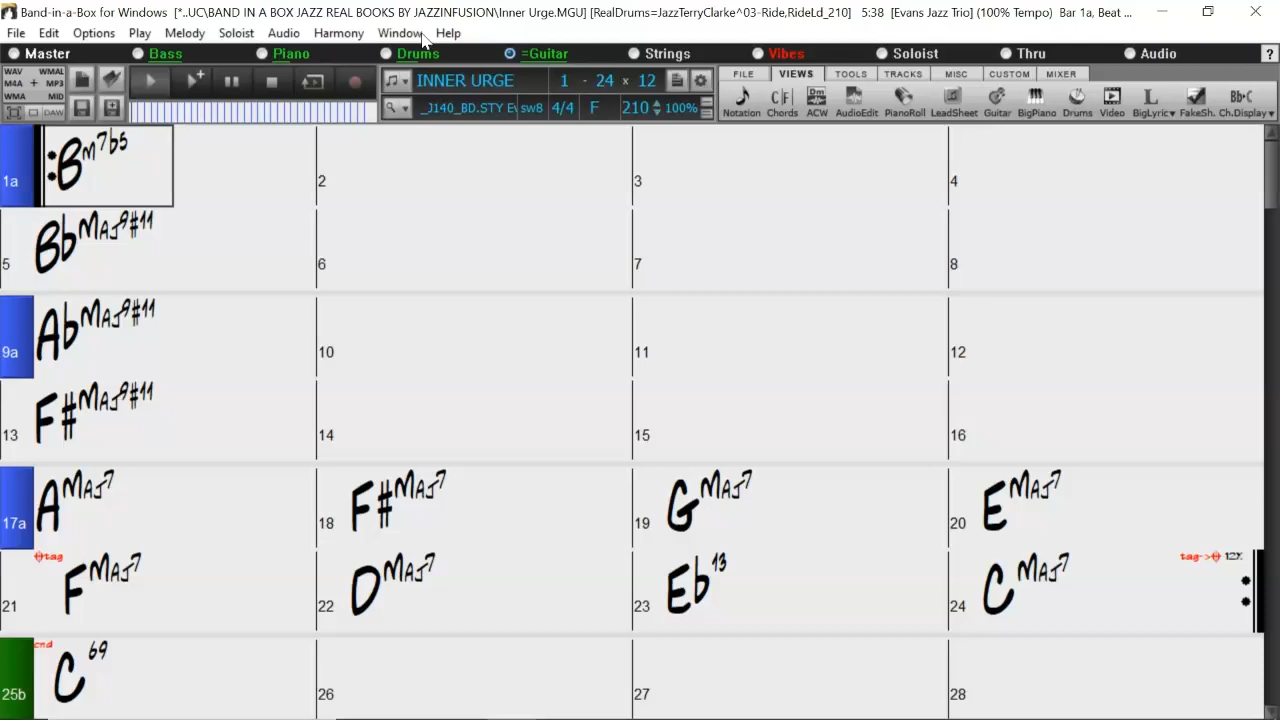 Band-in-a-Box for Windows [*..UC\BAND IN A BOX JAZZ REAL BOOKS BY JAZZINFUSION\Inner Urge.MGU] [RealDrums=JazzTerryClarke^03-Ride,RideLd_210] 5:38 [Evans Jazz Trio] (100% Tempo) Bar 1a, Beat ...
File Edit Options Play Melody Soloist Audio Harmony Window Help
Master Bass Piano Drums =Guitar Strings Vibes Soloist Thru Audio ?
WAV WMAL
M4A + MP3
WMA MID
DAW
INNER URGE 1 - 24 x 12
_J140_BD.STY Ev sw8 4/4 F 210 100%
FILE VIEWS TOOLS TRACKS MISC CUSTOM MIXER
Dm Bb›C
Notation Chords ACW AudioEdit PianoRoll LeadSheet Guitar BigPiano Drums Video BigLyric▾ FakeSh. Ch.Display▾
1a Bm7b5 2 3 4
5 BbMAJ9#11 6 7 8
9a AbMAJ9#11 10 11 12
13 F#MAJ9#11 14 15 16
17a AMAJ7 18 F#MAJ7 19 GMAJ7 20 EMAJ7
tag tag-> 12X
21 FMAJ7 22 DMAJ7 23 Eb13 24 CMAJ7
end
25b C69 26 27 28